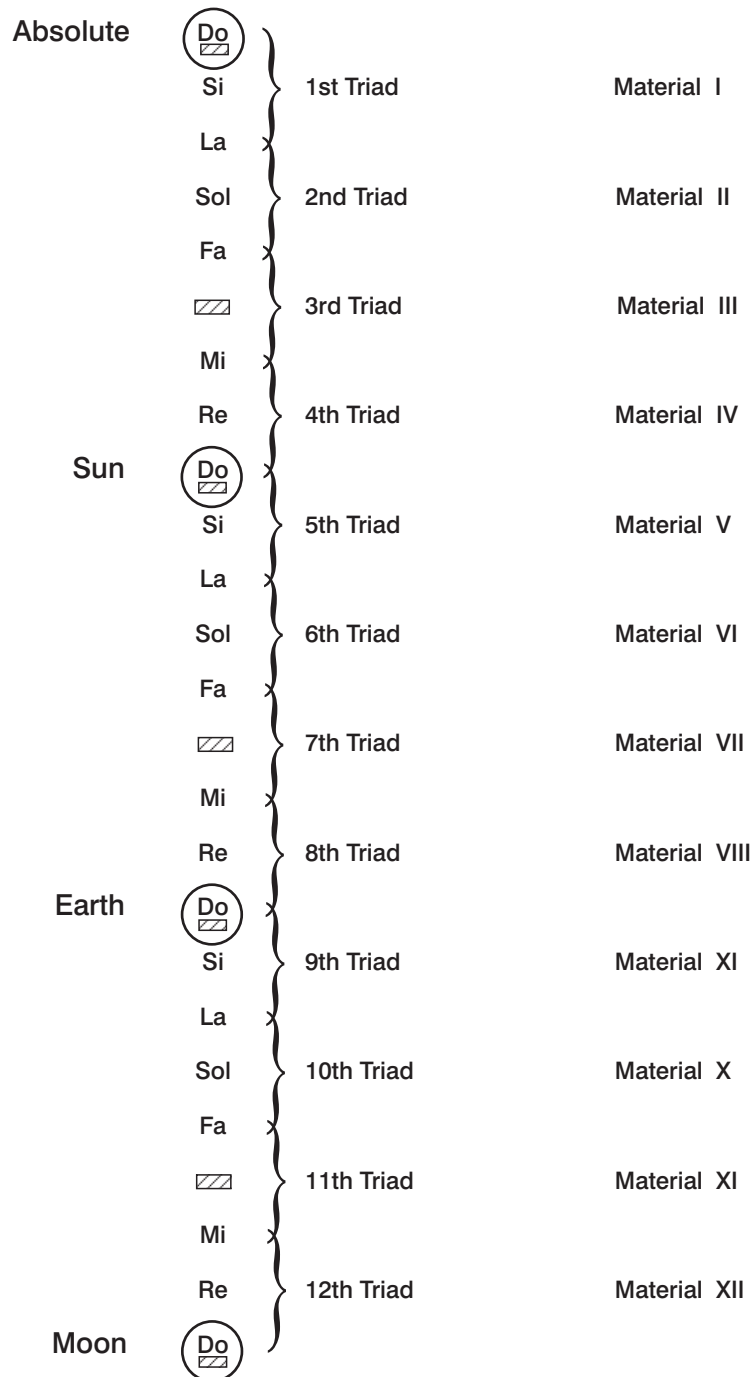 Absolute Do
Si 1st Triad Material I
La
Sol 2nd Triad Material II
Fa
3rd Triad Material III
Mi
Re 4th Triad Material IV
Sun Do
Si 5th Triad Material V
La
Sol 6th Triad Material VI
Fa
7th Triad Material VII
Mi
Re 8th Triad Material VIII
Earth Do
Si 9th Triad Material XI
La
Sol 10th Triad Material X
Fa
11th Triad Material XI
Mi
Re 12th Triad Material XII
Moon Do